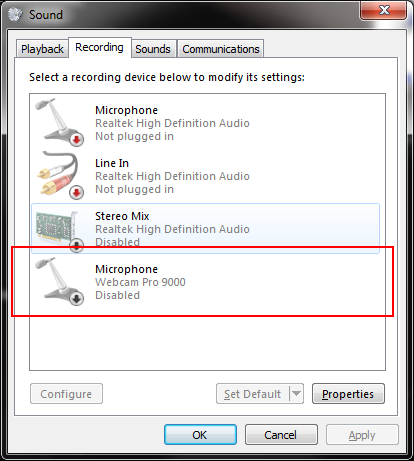 Sound
Playback Recording Sounds Communications
Select a recording device below to modify its settings:
Microphone
Realtek High Definition Audio
Not plugged in
Line In
Realtek High Definition Audio
Not plugged in
Stereo Mix
Realtek High Definition Audio
Disabled
Microphone
Webcam Pro 9000
Disabled
Configure Set Default Properties
OK Cancel Apply